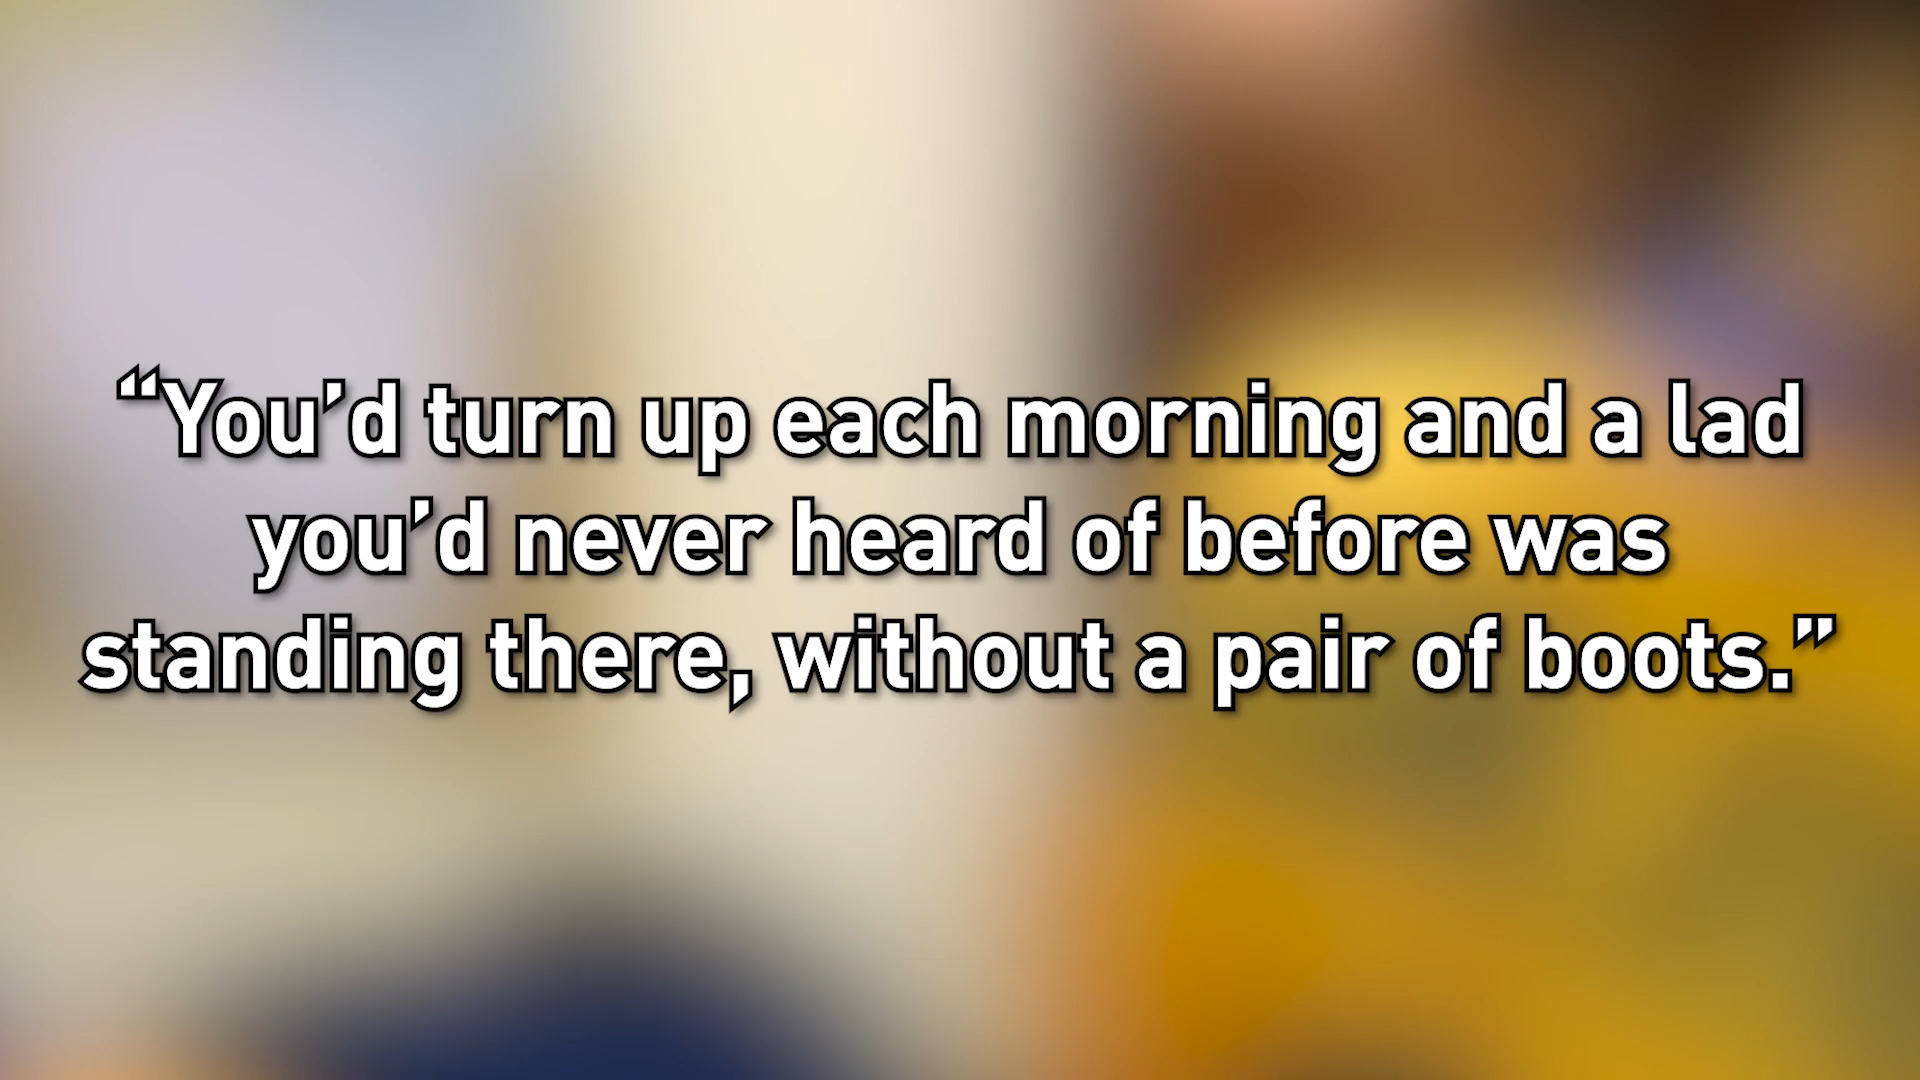 “You’d turn up each morning and a lad
you’d never heard of before was
standing there, without a pair of boots.”